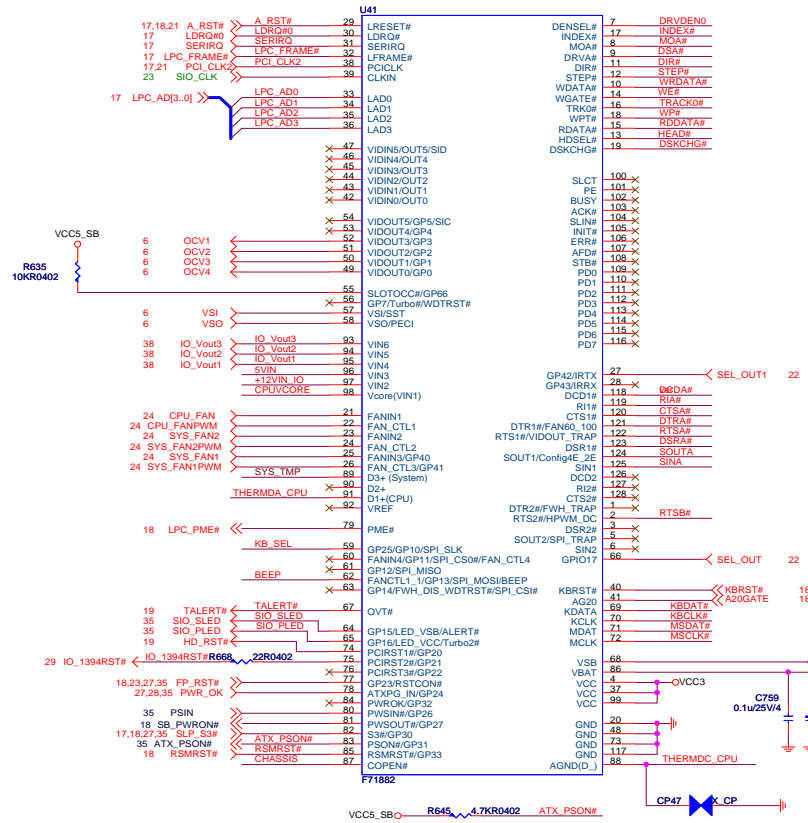 U41
17,18,21 A_RST# A_RST# 29 LRESET# DENSEL# 7 DRVDEN0
17 LDRQ#0 LDRQ#0 30 LDRQ# INDEX# 17 INDEX#
17 SERIRQ SERIRQ 31 SERIRQ MOA# 8 MOA#
17 LPC_FRAME# LPC_FRAME# 32 LFRAME# DRVA# 9 DSA#
17,21 PCI_CLK2 PCI_CLK2 38 PCICLK DIR# 11 DIR#
23 SIO_CLK 39 CLKIN STEP# 12 STEP#
WDATA# 10 WRDATA#
17 LPC_AD[3..0] LPC_AD0 33 LAD0 WGATE# 14 WE#
LPC_AD1 34 LAD1 TRK0# 16 TRACK0#
LPC_AD2 35 LAD2 WPT# 18 WP#
LPC_AD3 36 LAD3 RDATA# 15 RDDATA#
HDSEL# 13 HEAD#
47 VIDIN5/OUT5/SID DSKCHG# 19 DSKCHG#
46 VIDIN4/OUT4
45 VIDIN3/OUT3
44 VIDIN2/OUT2 SLCT 100
43 VIDIN1/OUT1 PE 101
42 VIDIN0/OUT0 BUSY 102
ACK# 103
54 VIDOUT5/GP5/SIC SLIN# 104
53 VIDOUT4/GP4 INIT# 105
6 OCV1 52 VIDOUT3/GP3 ERR# 106
6 OCV2 51 VIDOUT2/GP2 AFD# 107
6 OCV3 50 VIDOUT1/GP1 STB# 108
6 OCV4 49 VIDOUT0/GP0 PD0 109
VCC5_SB
R635
10KR0402
PD1 110
55 SLOTOCC#/GP66 PD2 111
56 GP7/Turbo#/WDTRST# PD3 112
6 VSI 57 VSI/SST PD4 113
6 VSO 58 VSO/PECI PD5 114
PD6 115
38 IO_Vout3 IO_Vout3 93 VIN6 PD7 116
38 IO_Vout2 IO_Vout2 94 VIN5
38 IO_Vout1 IO_Vout1 95 VIN4
5VIN 96 VIN3 GP42/IRTX 27 SEL_OUT1 22
+12VIN_IO 97 VIN2 GP43/IRRX 28
CPUVCORE 98 Vcore(VIN1) DCD1# 118
RI1# 119 RIA#
24 CPU_FAN 21 FANIN1 CTS1# 120 CTSA#
24 CPU_FANPWM 22 FAN_CTL1 DTR1#/FAN60_100 121 DTRA#
24 SYS_FAN2 23 FANIN2 RTS1#/VIDOUT_TRAP 122 RTSA#
24 SYS_FAN2PWM 24 FAN_CTL2 DSR1# 123 DSRA#
24 SYS_FAN1 25 FANIN3/GP40 SOUT1/Config4E_2E 124 SOUTA
24 SYS_FAN1PWM 26 FAN_CTL3/GP41 SIN1 125 SINA
SYS_TMP 89 D3+ (System) DCD2 126
90 D2+ RI2# 127
THERMDA_CPU 91 D1+(CPU) CTS2# 128
92 VREF DTR2#/FWH_TRAP 1
RTS2#/HPWM_DC 2 RTSB#
18 LPC_PME# 79 PME# DSR2# 3
SOUT2/SPI_TRAP 5
KB_SEL 59 GP25/GP10/SPI_SLK SIN2 6
60 FANIN4/GP11/SPI_CS0#/FAN_CTL4 GPIO17 66 SEL_OUT 22
61 GP12/SPI_MISO
BEEP 62 FANCTL1_1/GP13/SPI_MOSI/BEEP
63 GP14/FWH_DIS_WDTRST#/SPI_CSI# KBRST# 40 KBRST# 18
AG20 41 A20GATE 18
19 TALERT# TALERT# 67 OVT# KDATA 69 KBDAT#
35 SIO_SLED SIO_SLED KCLK 70 KBCLK#
35 SIO_PLED SIO_PLED 64 GP15/LED_VSB/ALERT# MDAT 71 MSDAT#
19 HD_RST# 65 GP16/LED_VCC/Turbo2# MCLK 72 MSCLK#
74 PCIRST1#/GP20
29 IO_1394RST# IO_1394RST# R668 22R0402 75 PCIRST2#/GP21 VSB 68
76 PCIRST3#/GP22 VBAT 86
18,23,27,35 FP_RST# 77 GP23/RSTCON# VCC 4 VCC3
27,28,35 PWR_OK 78 ATXPG_IN/GP24 VCC 37
84 PWROK/GP32 VCC 99
35 PSIN 80 PWSIN#/GP26
18 SB_PWRON# 81 PWSOUT#/GP27 GND 20
17,18,27,35 SLP_S3# 82 S3#/GP30 GND 48
35 ATX_PSON# ATX_PSON# 83 PSON#/GP31 GND 73
18 RSMRST# RSMRST# 85 RSMRST#/GP33 GND 117
CHASSIS 87 COPEN# AGND(D_) 88 THERMDC_CPU
F71882
C759
0.1u/25V/4
VCC5_SB R645 4.7KR0402 ATX_PSON#
CP47 X_CP